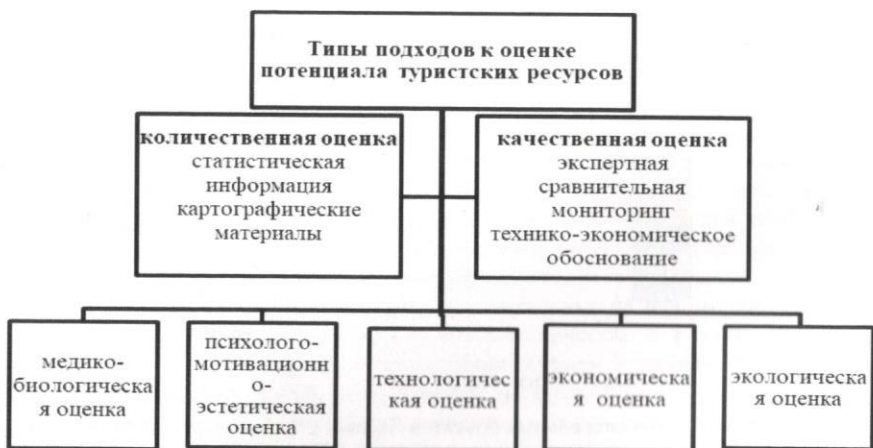 Типы подходов к оценке
потенциала туристских ресурсов
количественная оценка
статистическая
информация
картографические
материалы
качественная оценка
экспертная
сравнительная
мониторинг
технико-экономическое
обоснование
медико-
биологическа
я оценка
психолого-
мотивационн
о-
эстетическая
оценка
технологичес
кая оценка
экономическа
я оценка
экологическа
я оценка